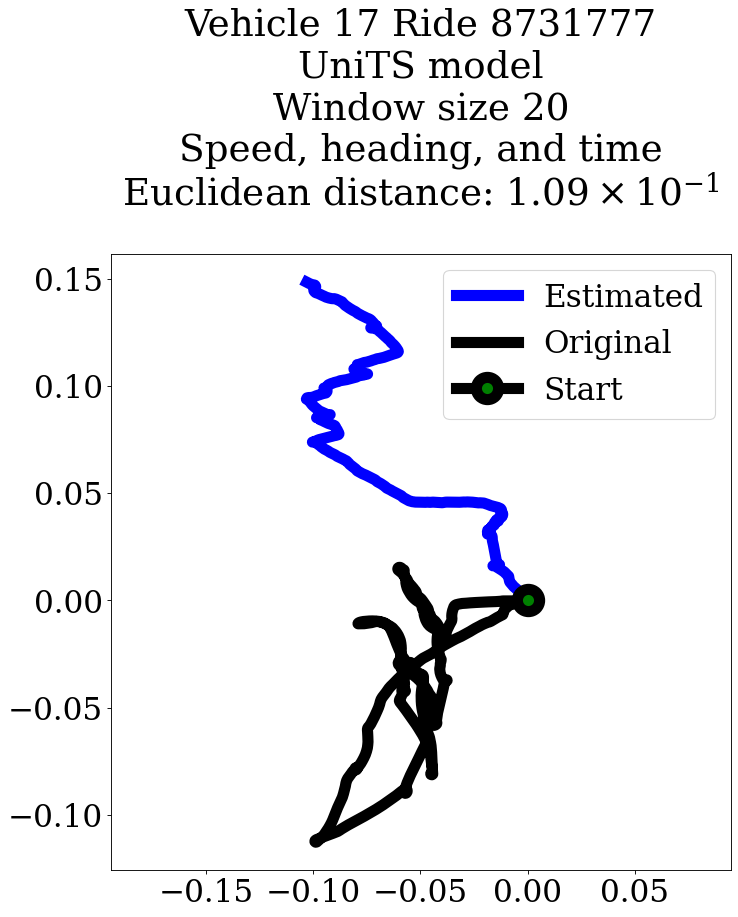 Vehicle 17 Ride 8731777
UniTS model
Window size 20
Speed, heading, and time
Euclidean distance: 1.09 × 10⁻¹
Estimated
Original
Start
0.15
0.10
0.05
0.00
−0.05
−0.10
−0.15 −0.10 −0.05 0.00 0.05